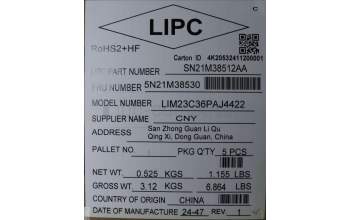 LIPC
C
RoHS2+HF
Carton ID 4K20532411200001
LIPC PART NUMBER SN21M38512AA
FRU NUMBER 5N21M38530
MODEL NUMBER LIM23C36PAJ4422
SUPPLIER NAME CNY
ADDRESS San Zhong Guan Li Qu
Qing Xi, Dong Guan, China
PALLET NO : PKG Q'TY 5 PCS
NET WT. 0.525 KGS 1.155 LBS
GROSS WT. 3.12 KGS 6.864 LBS
COUNTRY OF ORIGIN CHINA
DATE OF MANUFACTURE 24-47 REV. 1